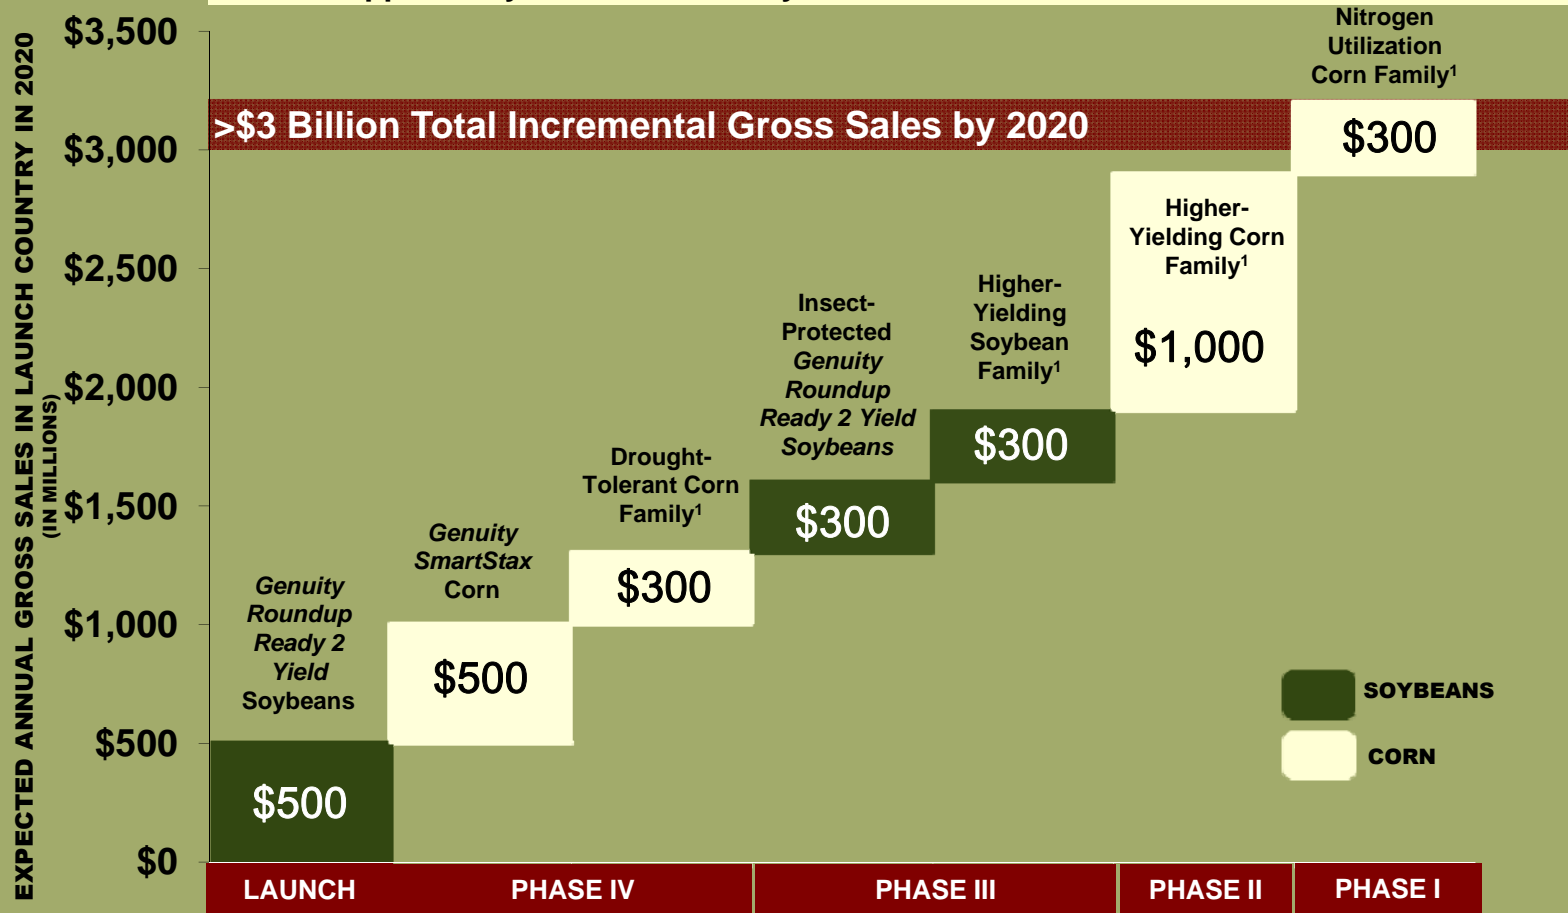 $3,500
$3,000
$2,500
$2,000
$1,500
$1,000
$500
$0
EXPECTED ANNUAL GROSS SALES IN LAUNCH COUNTRY IN 2020
(IN MILLIONS)
>$3 Billion Total Incremental Gross Sales by 2020
Genuity
Roundup
Ready 2
Yield
Soybeans
$500
Genuity
SmartStax
Corn
$500
Drought-
Tolerant Corn
Family¹
$300
Insect-
Protected
Genuity
Roundup
Ready 2 Yield
Soybeans
$300
Higher-
Yielding
Soybean
Family¹
$300
Higher-
Yielding Corn
Family¹
$1,000
Nitrogen
Utilization
Corn Family¹
$300
SOYBEANS
CORN
LAUNCH
PHASE IV
PHASE III
PHASE II
PHASE I